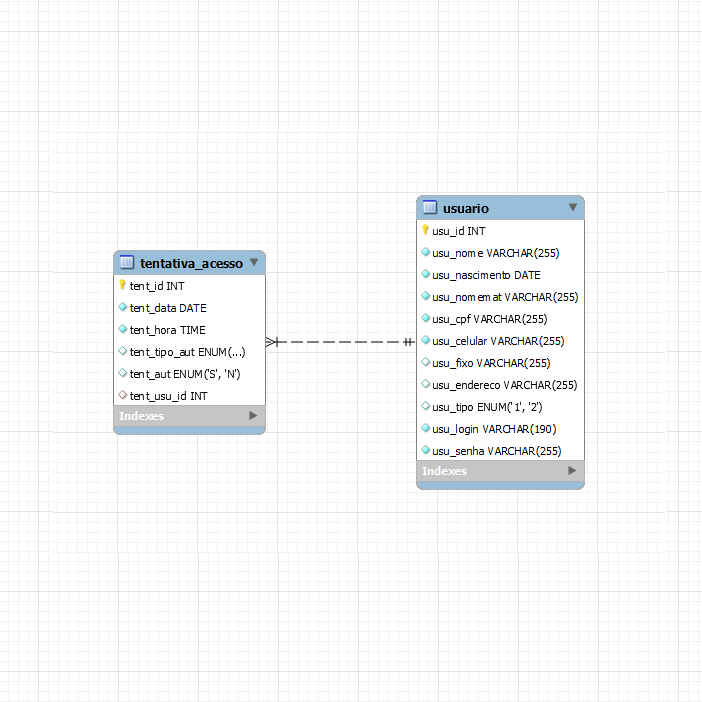 tentativa_acesso
tent_id INT
tent_data DATE
tent_hora TIME
tent_tipo_aut ENUM(...)
tent_aut ENUM('S', 'N')
tent_usu_id INT
Indexes
usuario
usu_id INT
usu_nome VARCHAR(255)
usu_nascimento DATE
usu_nomemat VARCHAR(255)
usu_cpf VARCHAR(255)
usu_celular VARCHAR(255)
usu_fixo VARCHAR(255)
usu_endereco VARCHAR(255)
usu_tipo ENUM('1', '2')
usu_login VARCHAR(190)
usu_senha VARCHAR(255)
Indexes